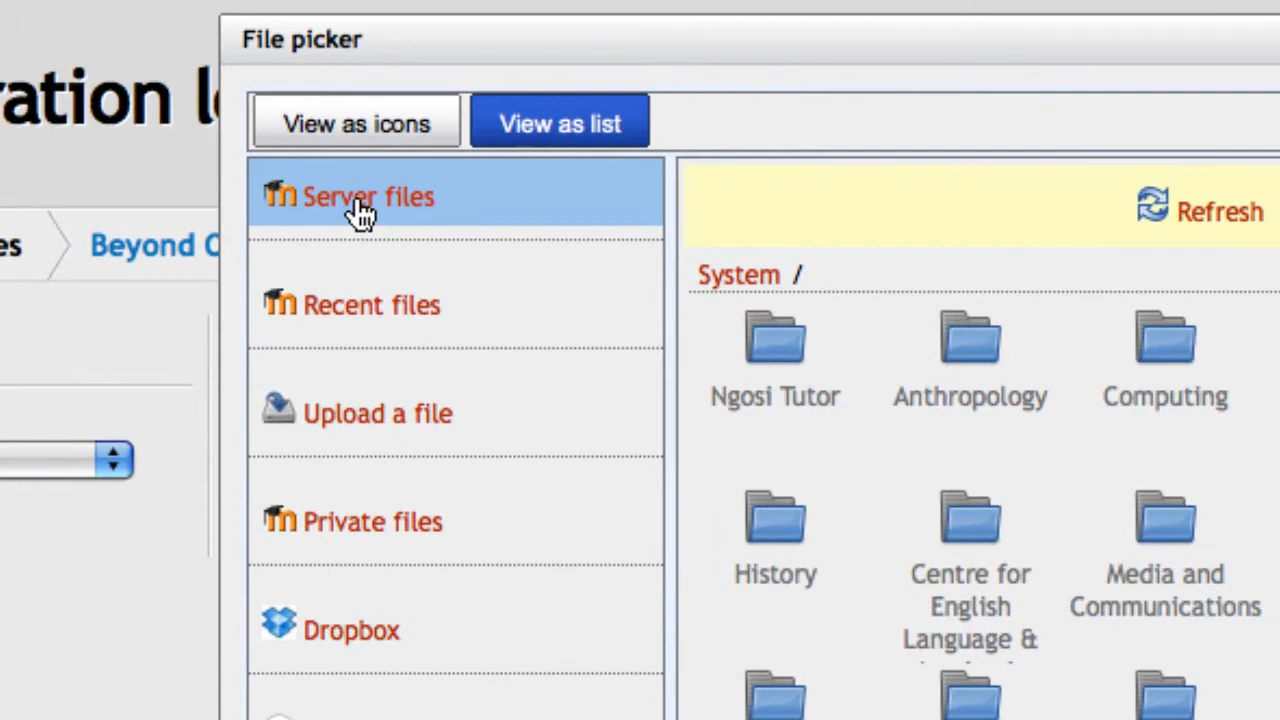 File picker
ration l
View as icons
View as list
Server files
Refresh
es
Beyond
System /
Recent files
Ngosi Tutor
Anthropology
Computing
Upload a file
Private files
History
Centre for
English
Language &
Media and
Communications
Dropbox